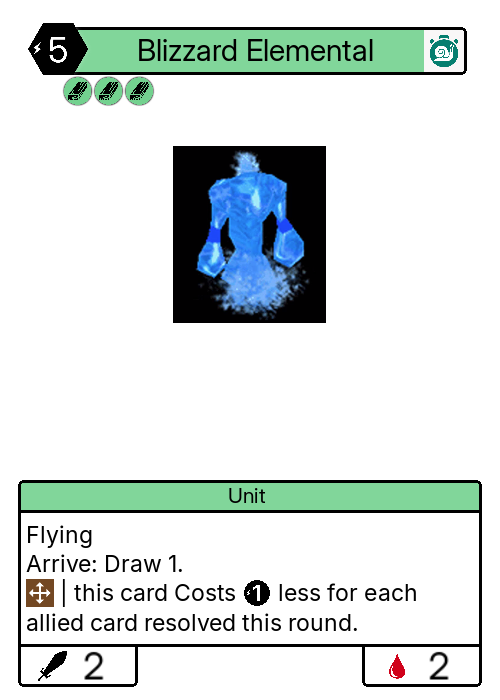 5 Blizzard Elemental
Unit
Flying
Arrive: Draw 1.
| this card Costs 1 less for each
allied card resolved this round.
2 2